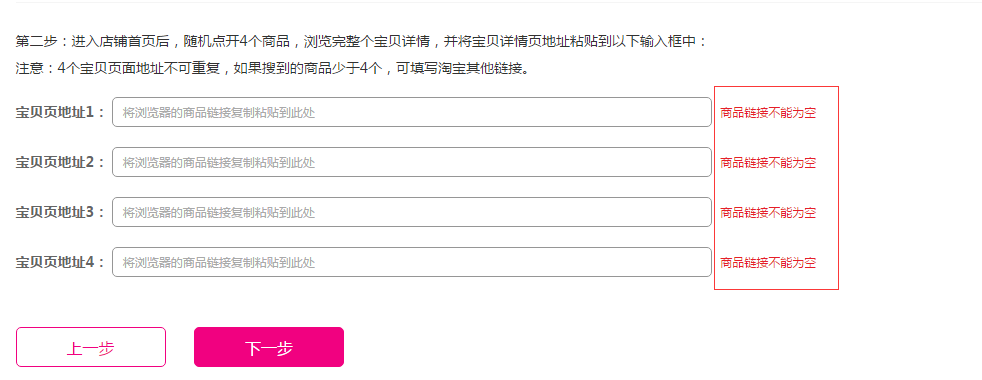 第二步：进入店铺首页后，随机点开4个商品，浏览完整个宝贝详情，并将宝贝详情页地址粘贴到以下输入框中：
注意：4个宝贝页面地址不可重复，如果搜到的商品少于4个，可填写淘宝其他链接。
宝贝页地址1： 将浏览器的商品链接复制粘贴到此处 商品链接不能为空
宝贝页地址2： 将浏览器的商品链接复制粘贴到此处 商品链接不能为空
宝贝页地址3： 将浏览器的商品链接复制粘贴到此处 商品链接不能为空
宝贝页地址4： 将浏览器的商品链接复制粘贴到此处 商品链接不能为空
上一步 下一步